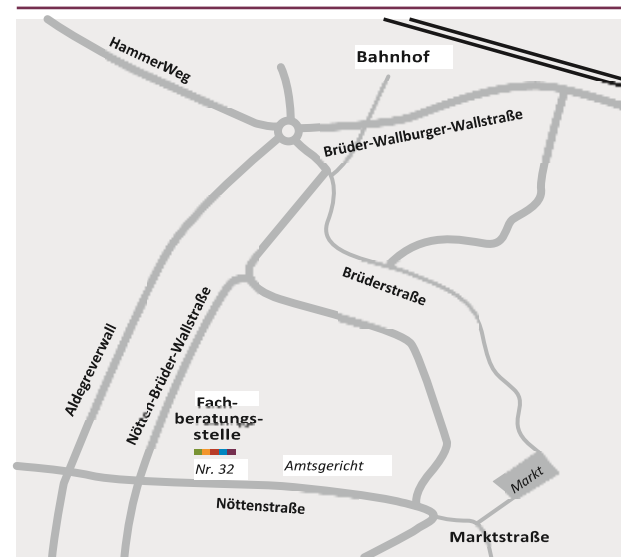 HammerWeg
Bahnhof
Brüder-Wallburger-Wallstraße
Brüderstraße
Aldegreverwall
Nötten-Brüder-Wallstraße
Fach-
beratungs-
stelle
Nr. 32
Amtsgericht
Markt
Nöttenstraße
Marktstraße